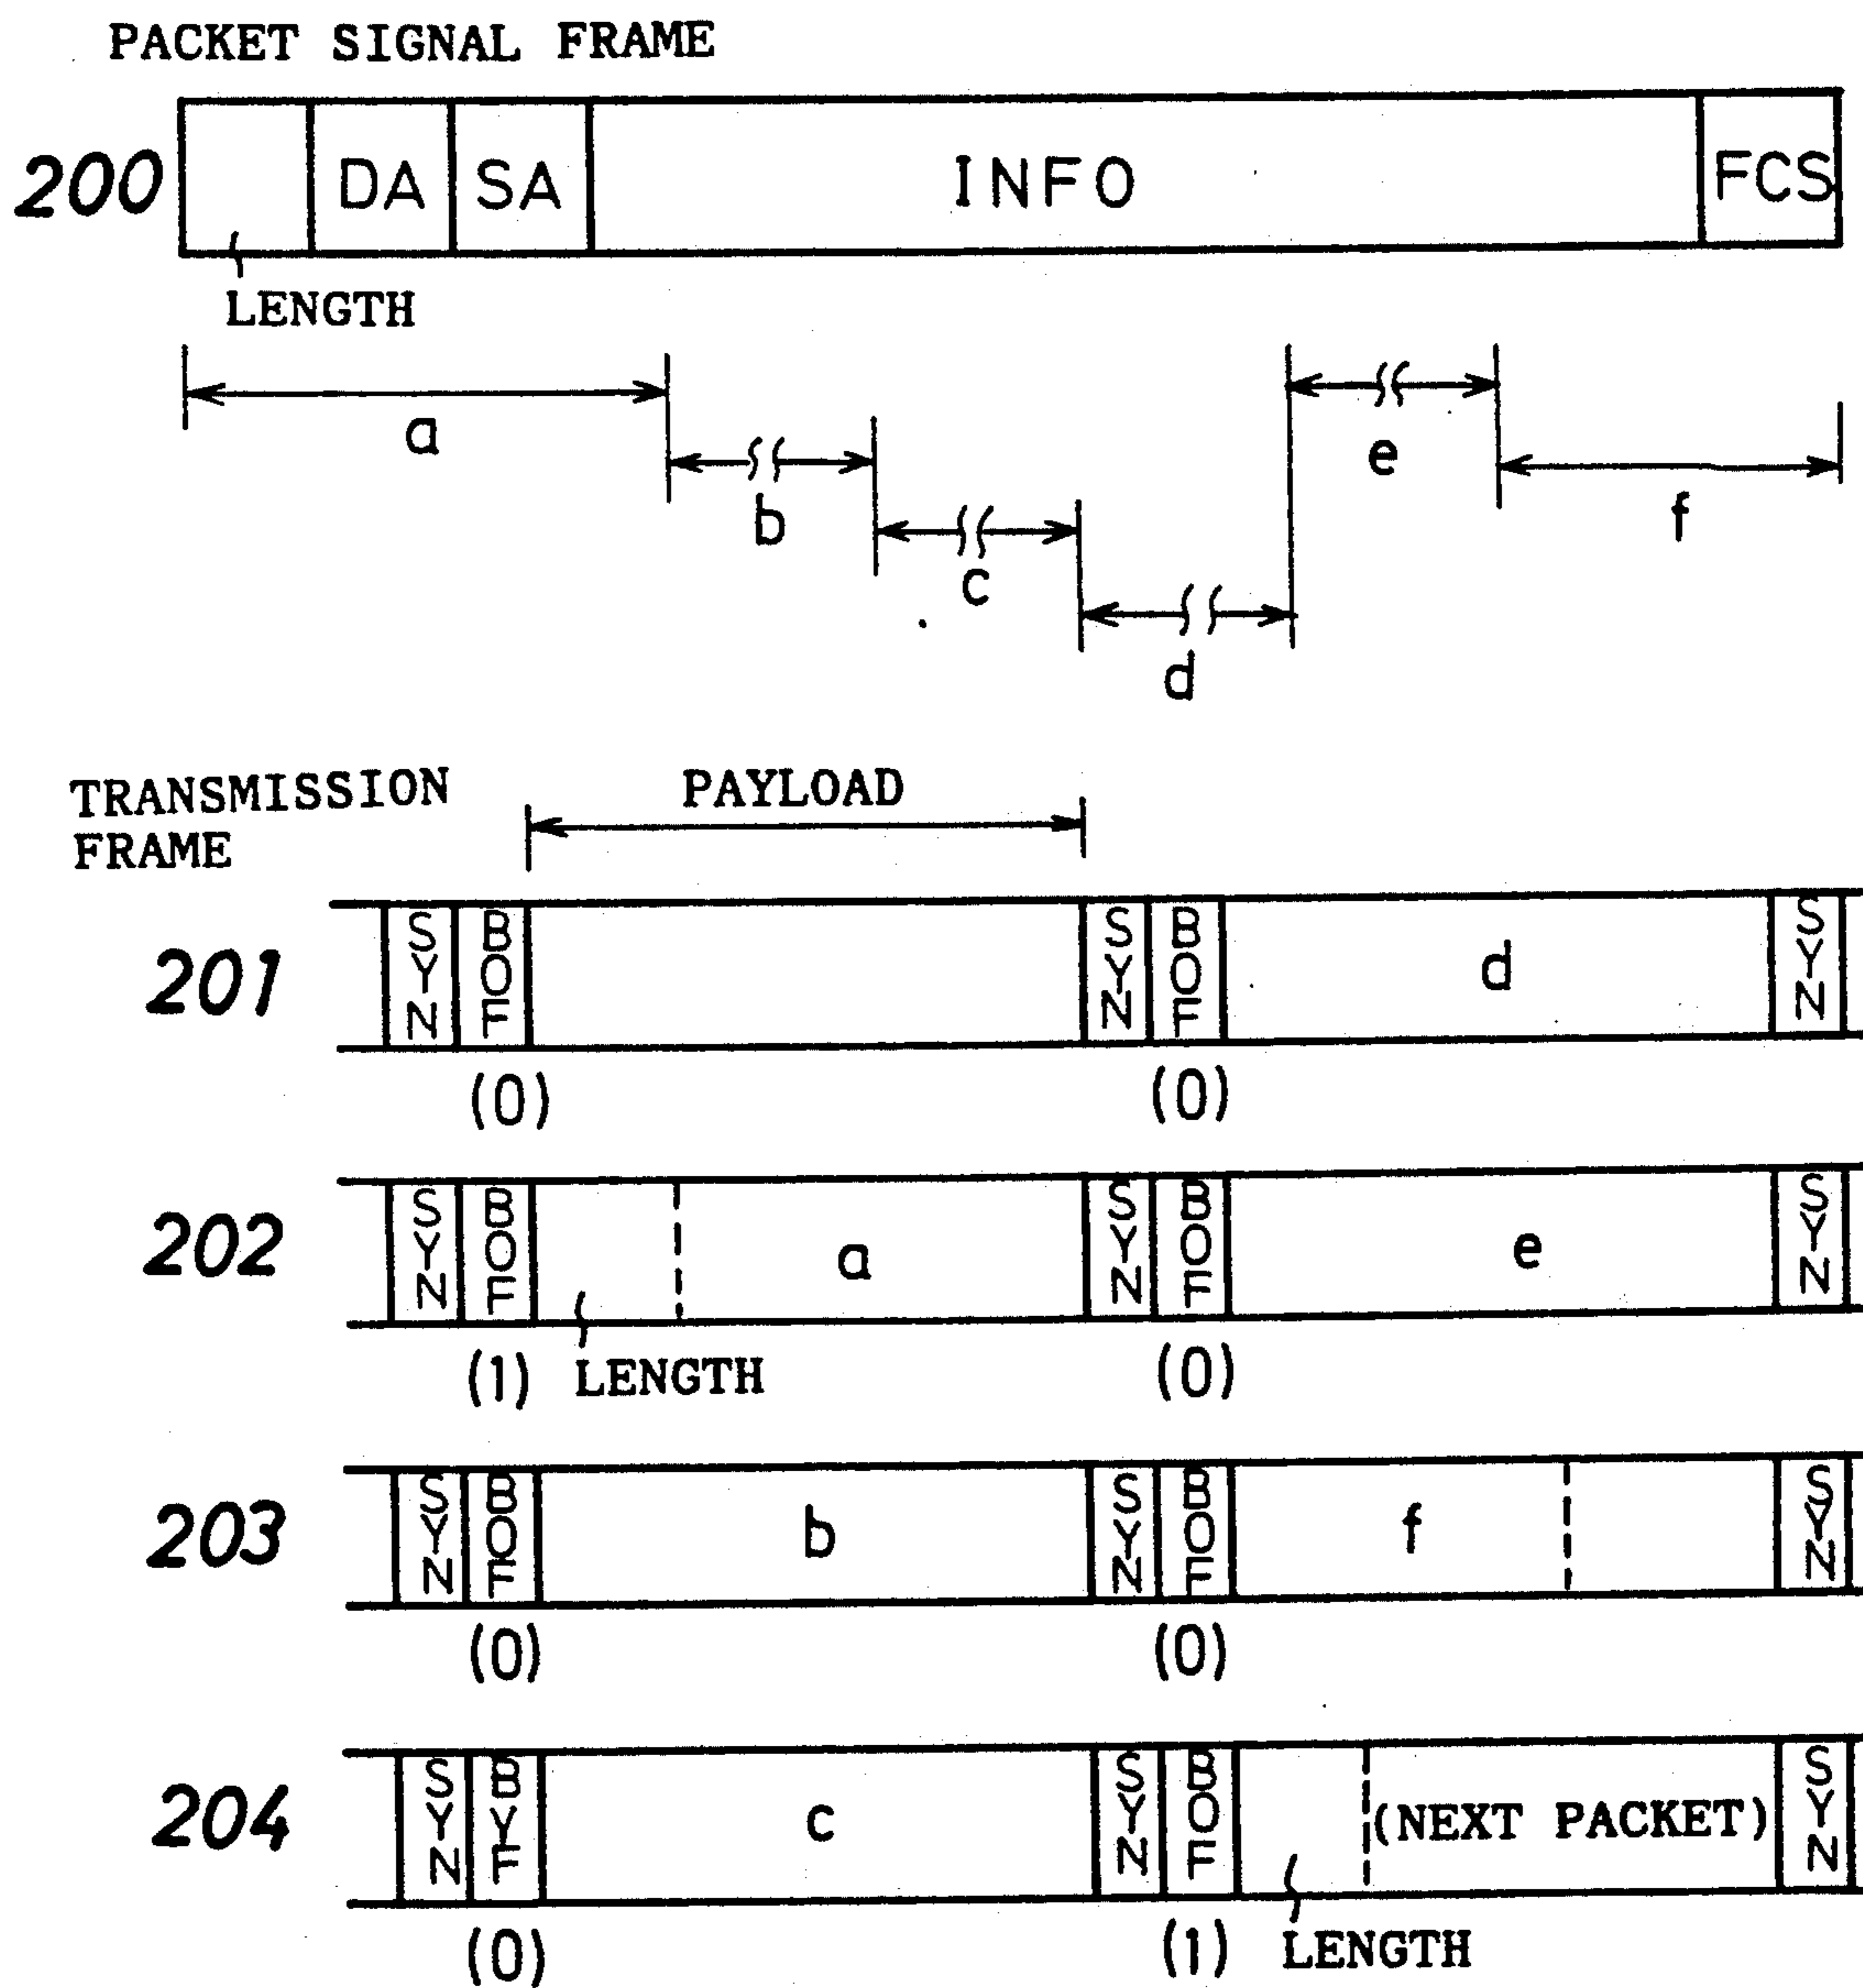 PACKET SIGNAL FRAME
200 DA SA INFO FCS
LENGTH
a
b
c
d
e
f
TRANSMISSION
FRAME
PAYLOAD
201 SYN BOF SYN BOF d SYN
(0) (0)
202 SYN BOF a SYN BOF e SYN
(1) LENGTH (0)
203 SYN BOF b SYN BOF f SYN
(0) (0)
204 SYN BYF c SYN BOF (NEXT PACKET) SYN
(0) (1) LENGTH